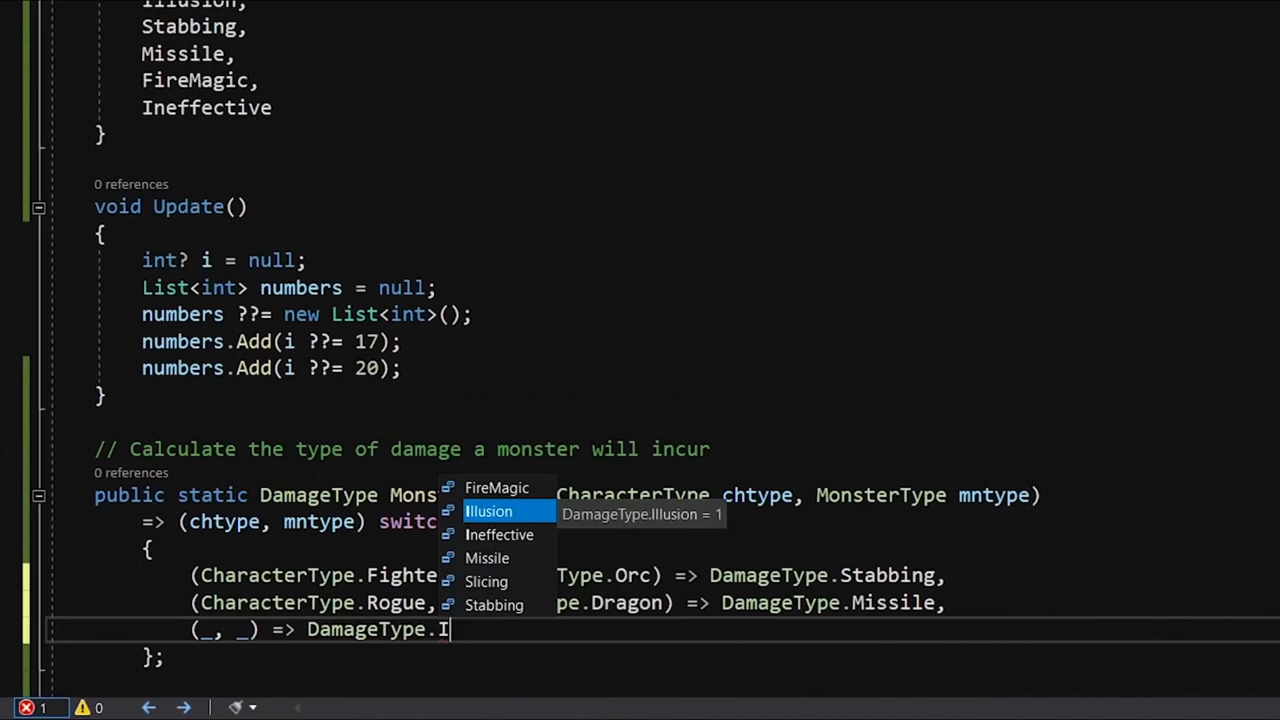 Illusion,
Stabbing,
Missile,
FireMagic,
Ineffective
}
0 references
void Update()
{
int? i = null;
List<int> numbers = null;
numbers ??= new List<int>();
numbers.Add(i ??= 17);
numbers.Add(i ??= 20);
}
// Calculate the type of damage a monster will incur
0 references
public static DamageType Mons CharacterType chtype, MonsterType mntype)
=> (chtype, mntype) switc
{
(CharacterType.Fighte Type.Orc) => DamageType.Stabbing,
(CharacterType.Rogue, pe.Dragon) => DamageType.Missile,
(_, _) => DamageType.I
};
FireMagic
Illusion
Ineffective
Missile
Slicing
Stabbing
DamageType.Illusion = 1
1 0